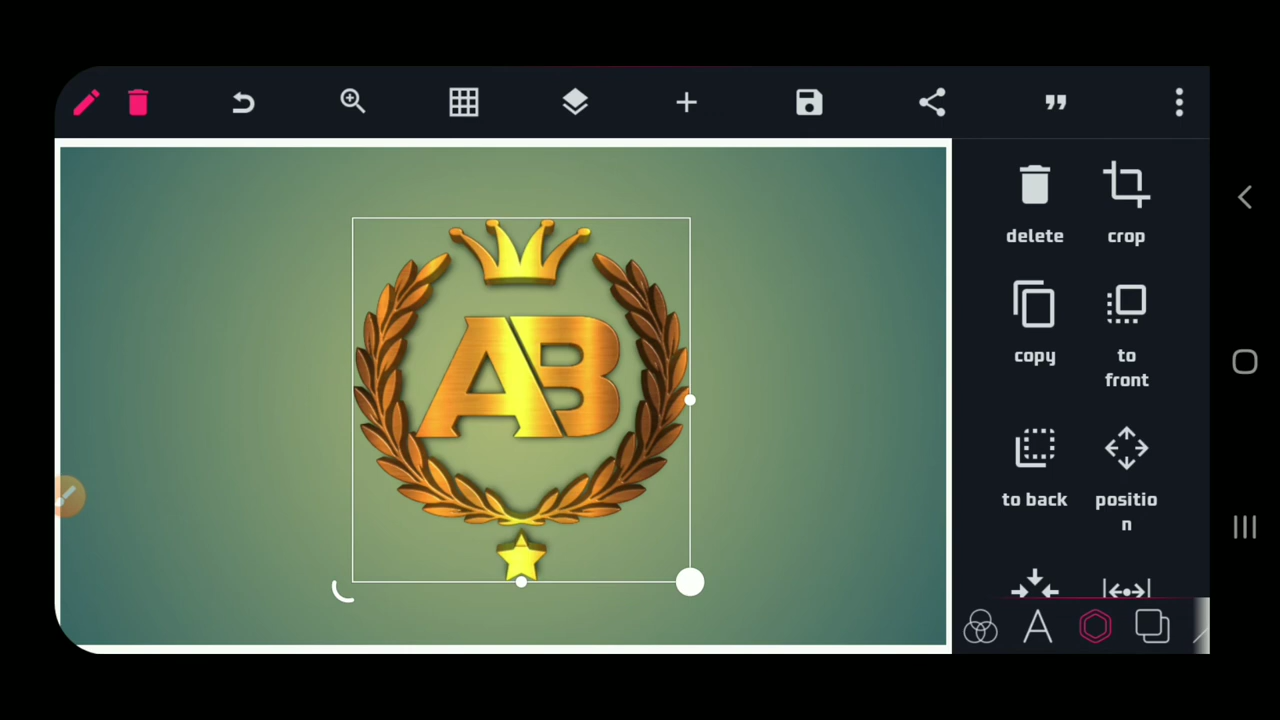 delete
crop
AB
copy
to
front
to back
positio
n